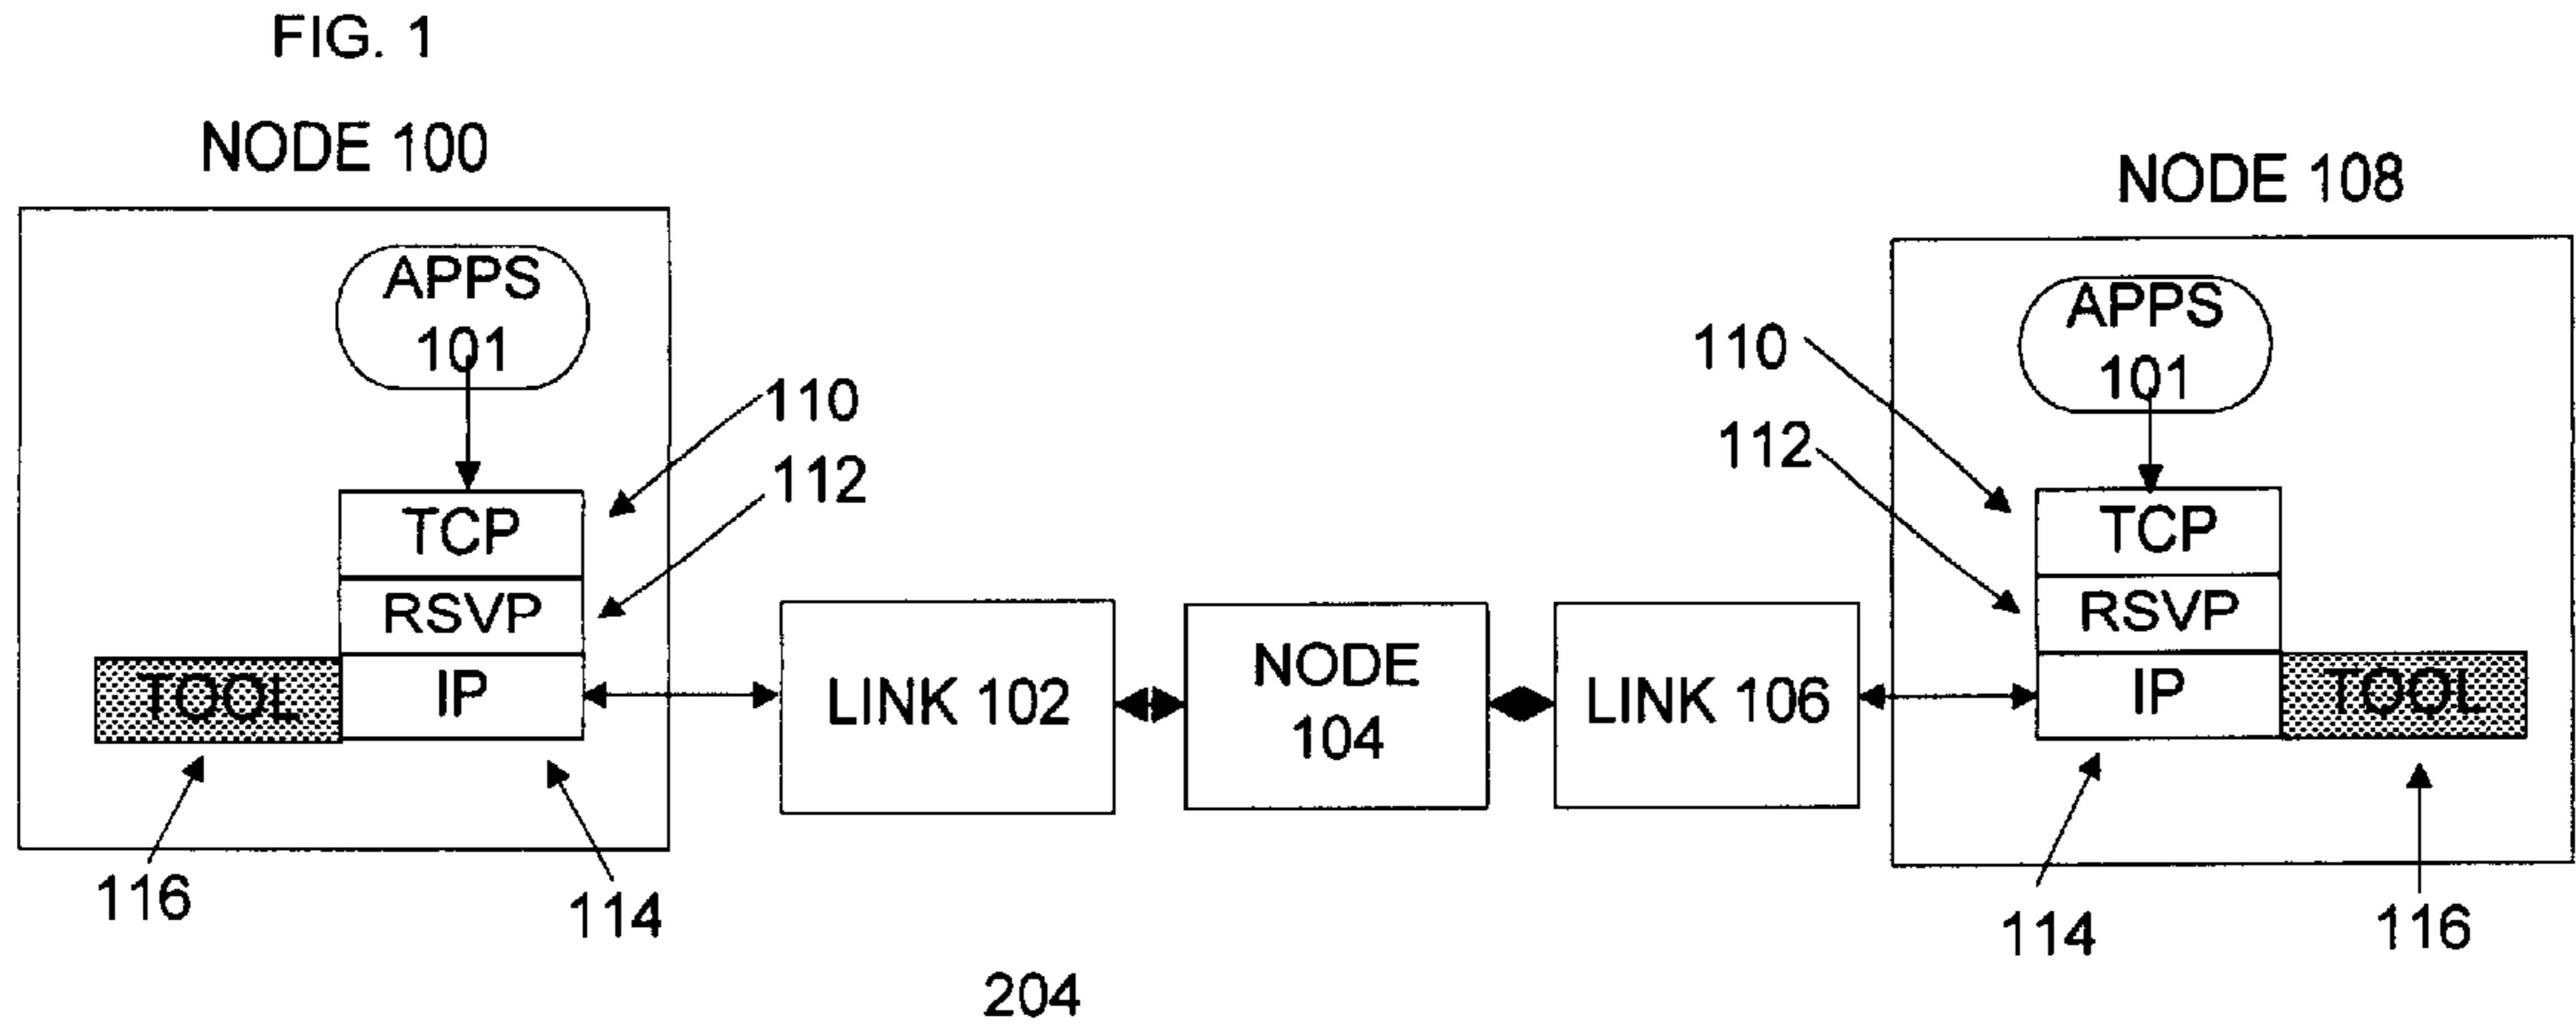 FIG. 1
NODE 100
NODE 108
APPS
101
110
112
TCP
RSVP
IP
TOOL
116
114
LINK 102
NODE
104
LINK 106
110
112
APPS
101
TCP
RSVP
IP
TOOL
114
116
204